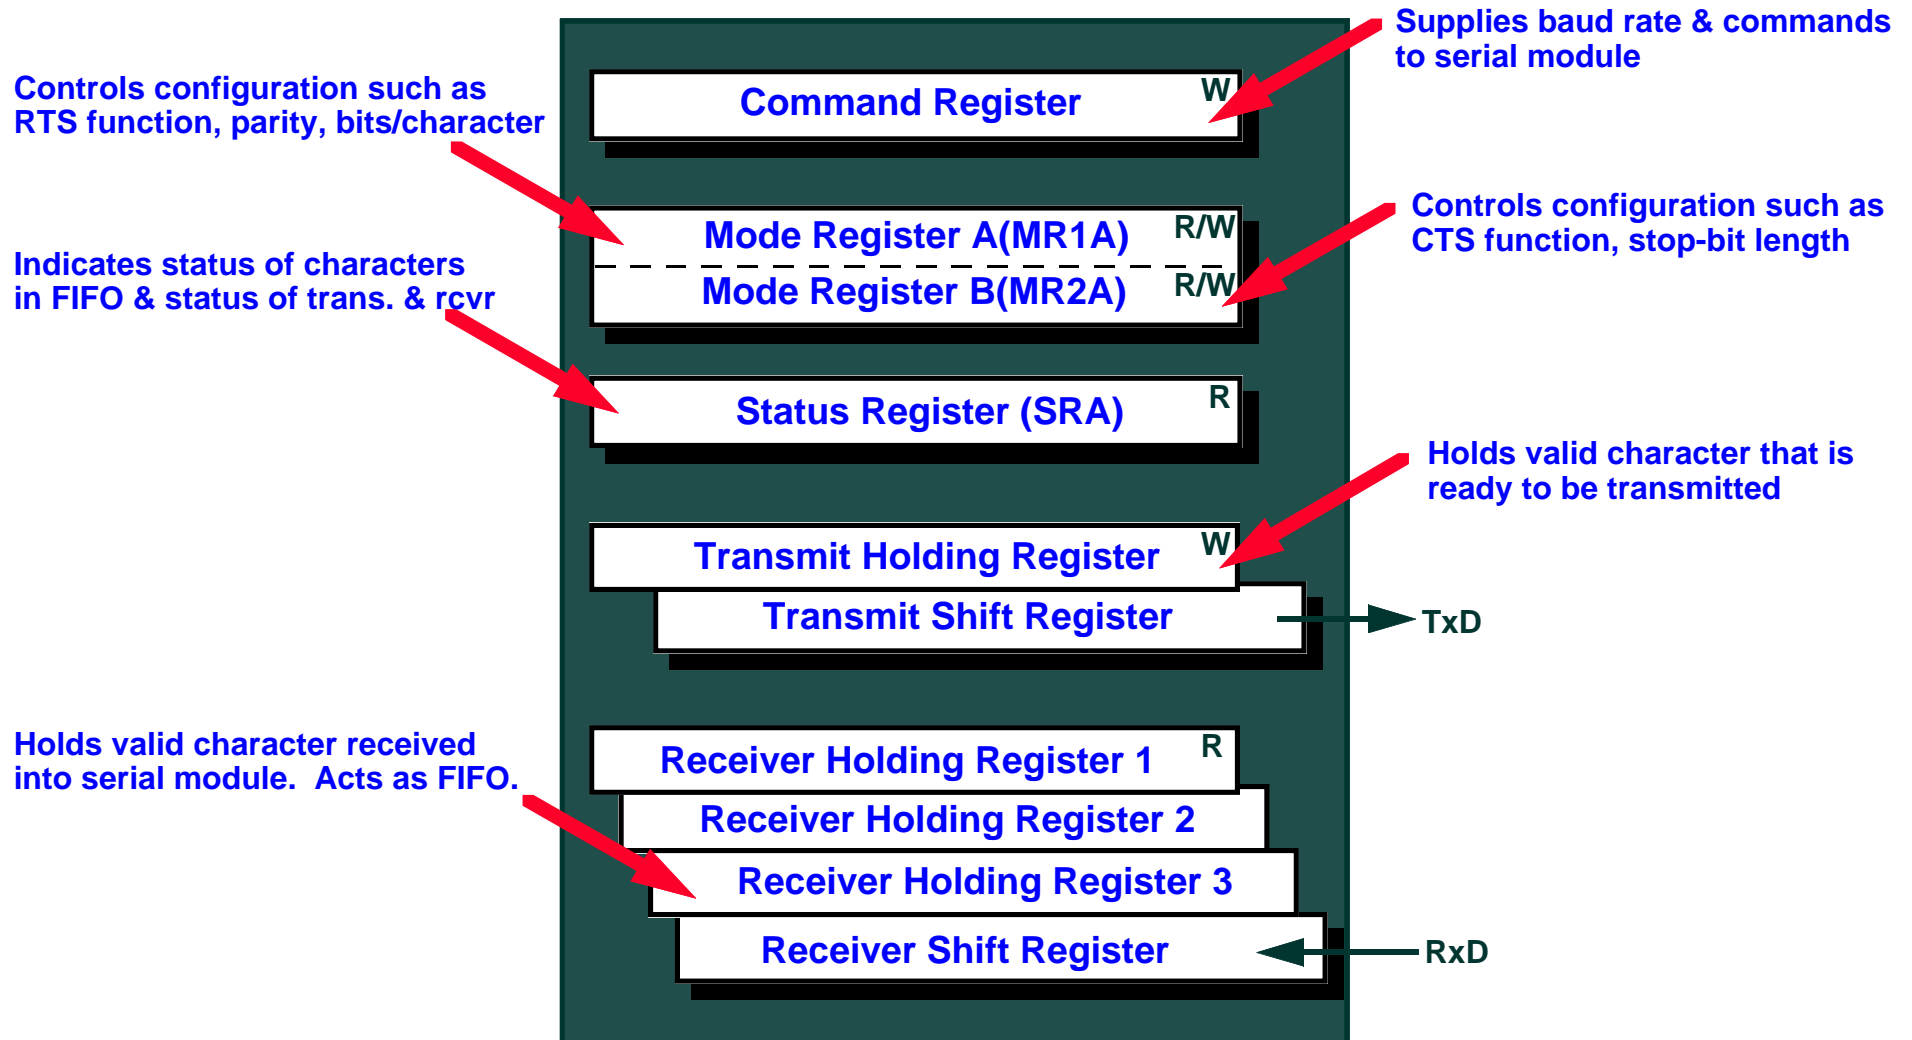 Supplies baud rate & commands
to serial module
Controls configuration such as
RTS function, parity, bits/character
Command Register
W
Mode Register A(MR1A)
R/W
Mode Register B(MR2A)
R/W
Controls configuration such as
CTS function, stop-bit length
Indicates status of characters
in FIFO & status of trans. & rcvr
Status Register (SRA)
R
Holds valid character that is
ready to be transmitted
Transmit Holding Register
W
Transmit Shift Register
TxD
Holds valid character received
into serial module.  Acts as FIFO.
Receiver Holding Register 1
R
Receiver Holding Register 2
Receiver Holding Register 3
Receiver Shift Register
RxD